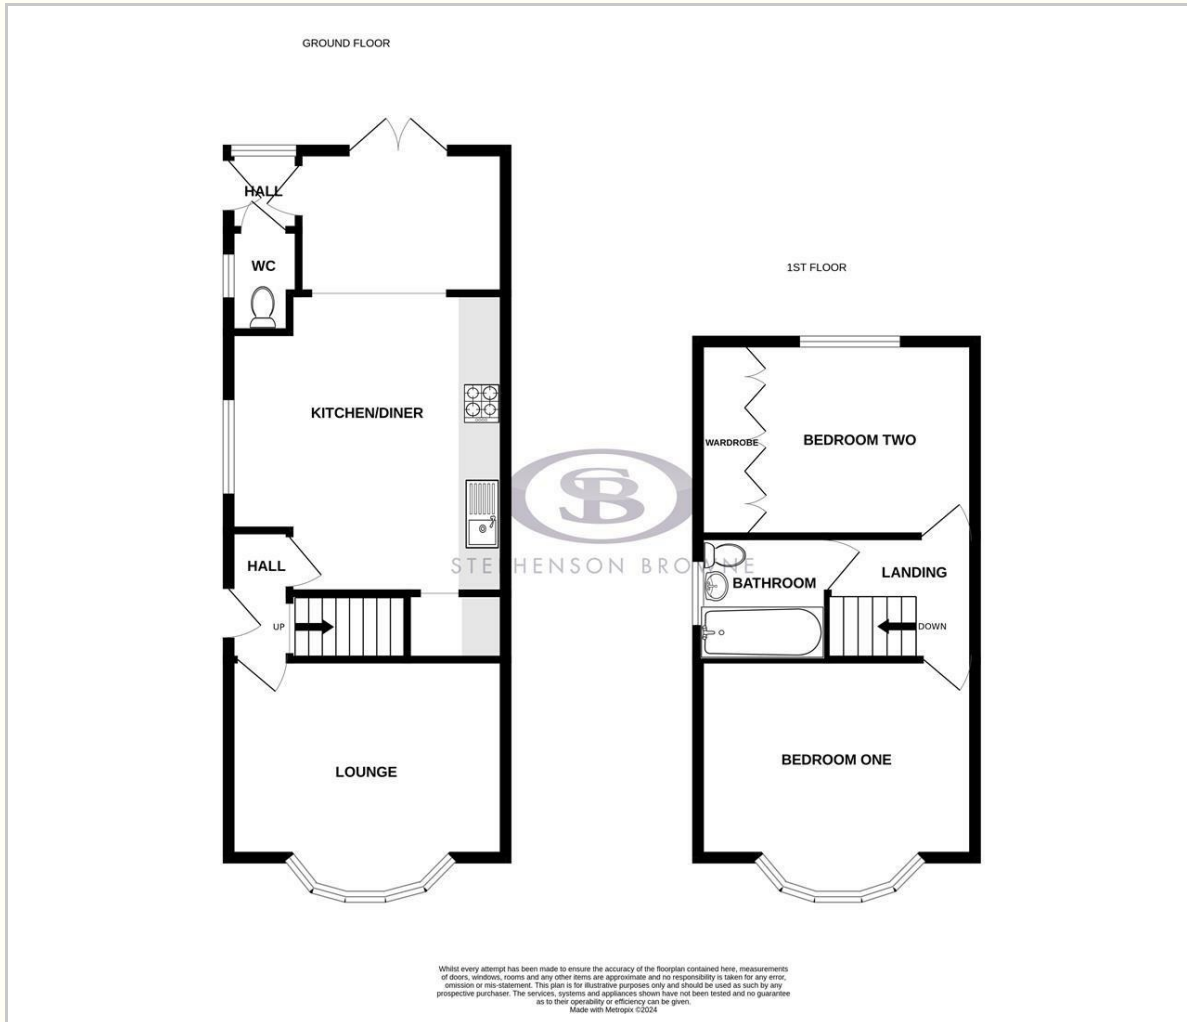 GROUND FLOOR
HALL
WC
1ST FLOOR
KITCHEN/DINER
WARDROBE
BEDROOM TWO
SB
STEPHENSON BROWNE
HALL
BATHROOM
LANDING
UP
DOWN
LOUNGE
BEDROOM ONE
Whilst every attempt has been made to ensure the accuracy of the floorplan contained here, measurements
of doors, windows, rooms and any other items are approximate and no responsibility is taken for any error,
omission or mis-statement. This plan is for illustrative purposes only and should be used as such by any
prospective purchaser. The services, systems and appliances shown have not been tested and no guarantee
as to their operability or efficiency can be given.
Made with Metropix ©2024